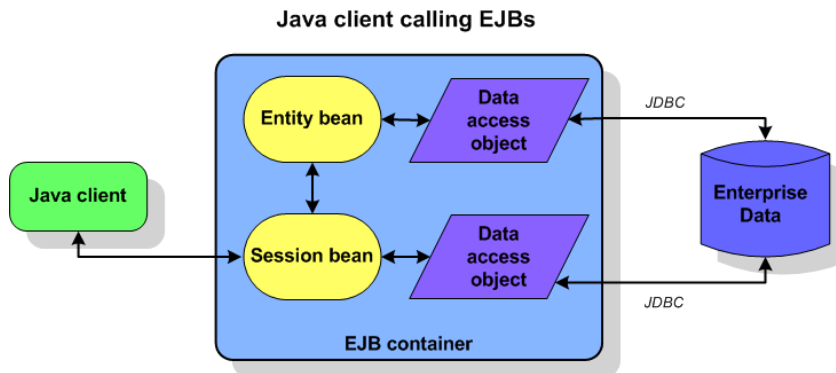 Java client calling EJBs
Entity bean
Data
access
object
JDBC
Java client
Enterprise
Data
Session bean
Data
access
object
JDBC
EJB container